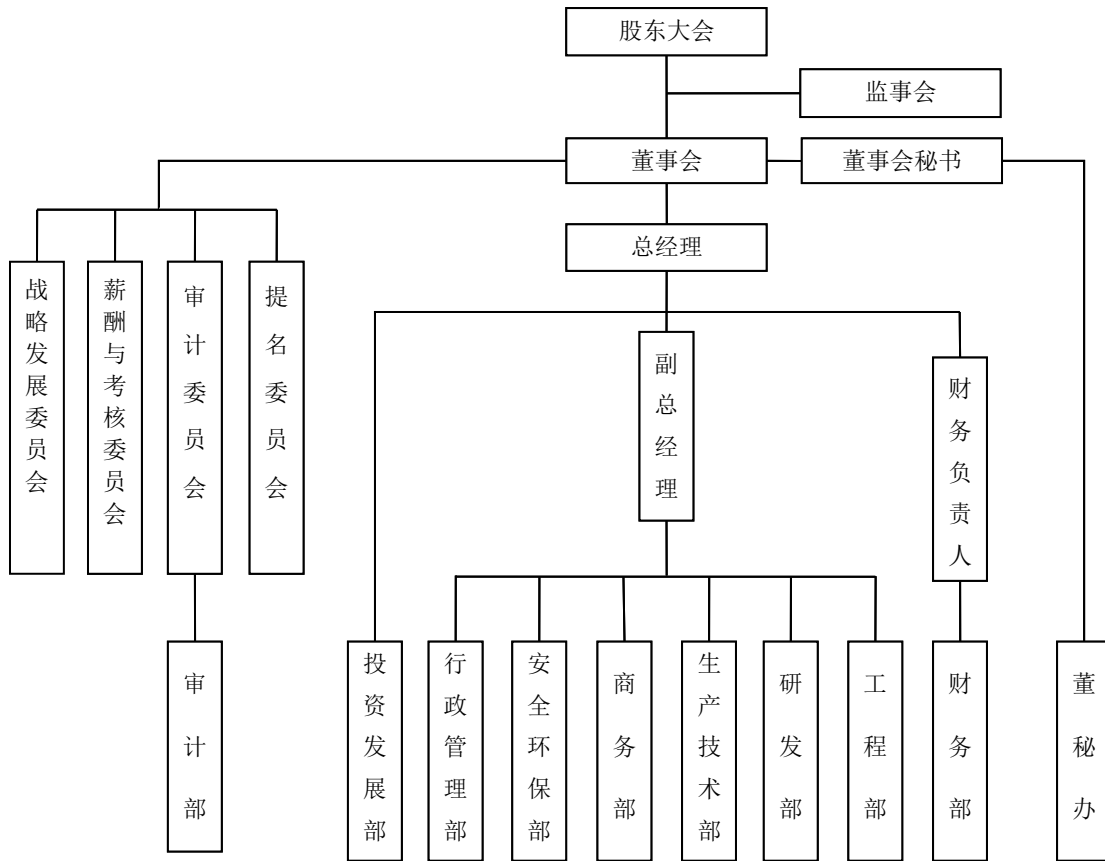 股东大会
监事会
董事会
董事会秘书
总经理
战略发展委员会
薪酬与考核委员会
审计委员会
提名委员会
副总经理
财务负责人
审计部
投资发展部
行政管理部
安全环保部
商务部
生产技术部
研发部
工程部
财务部
董秘办